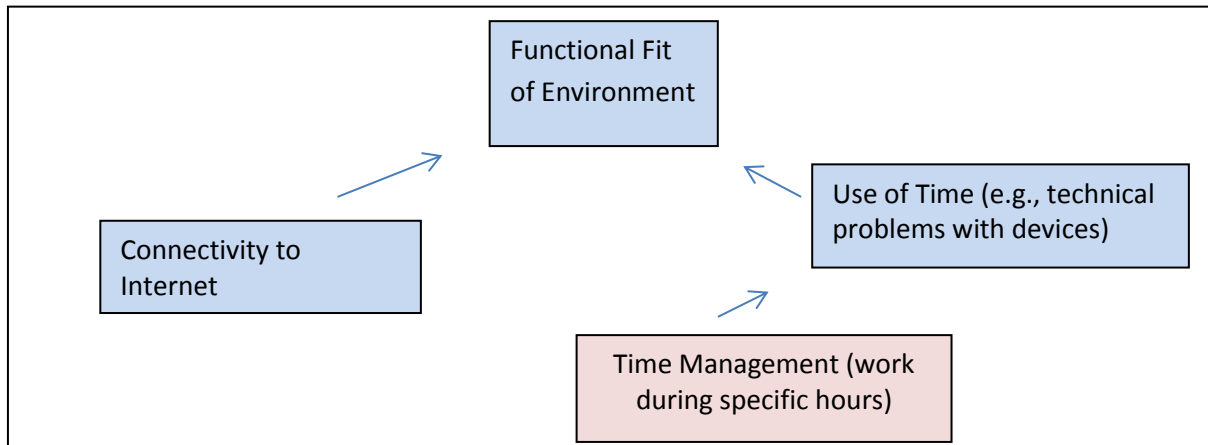 Functional Fit
of Environment
Use of Time (e.g., technical
problems with devices)
Connectivity to
Internet
Time Management (work
during specific hours)